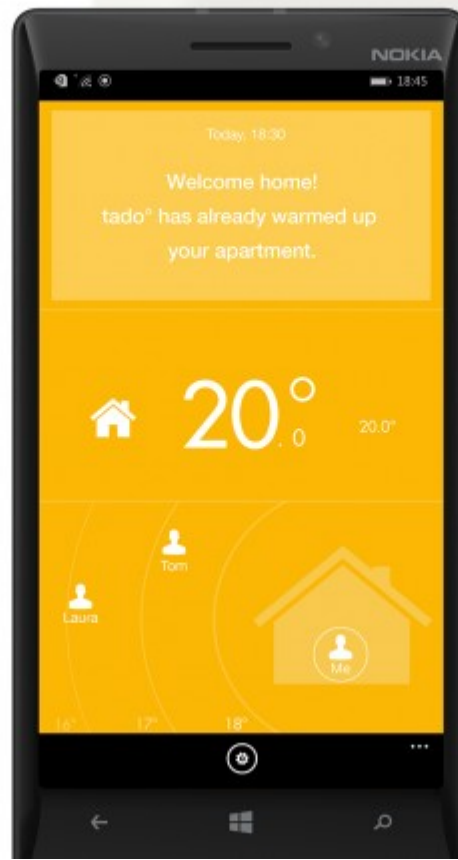 NOKIA
18:45
Today, 18:30
Welcome home!
tado° has already warmed up
your apartment.
20.0°
20.0°
Tom
Laura
Me
16° 17° 18°